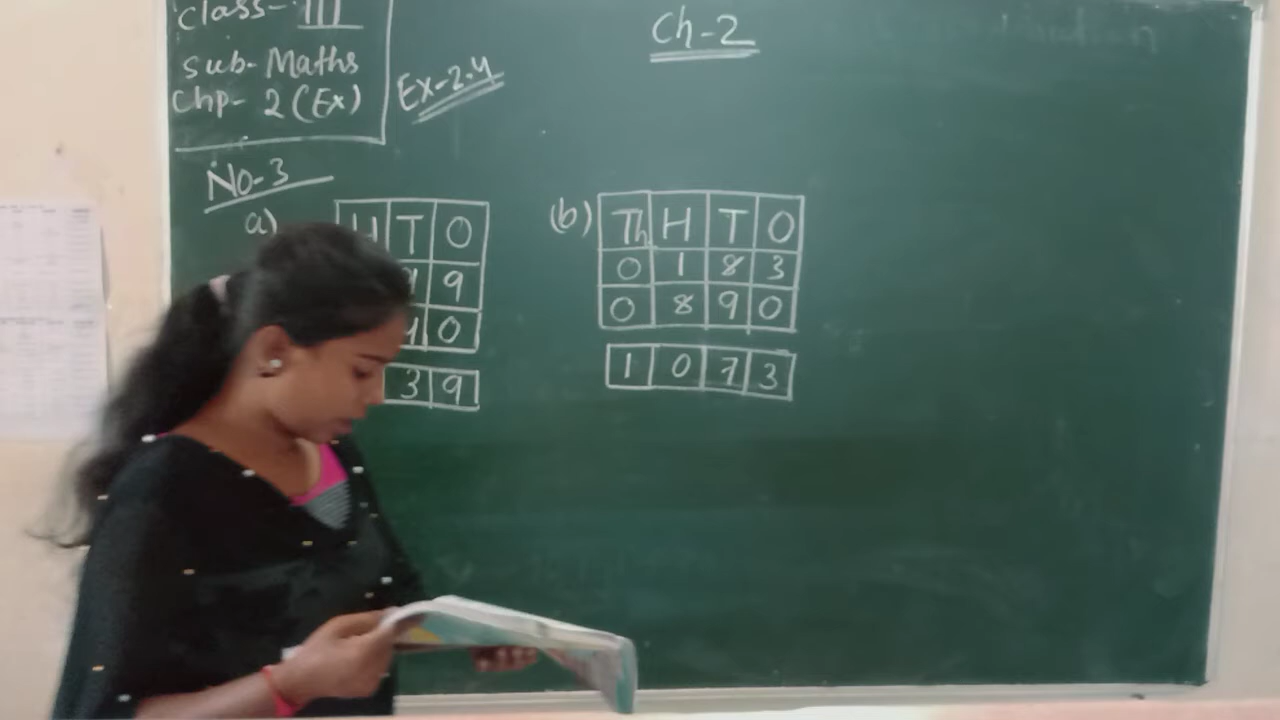 Class- III
Sub- Maths
Chp- 2 (Ex)
Ex-2.4
Ch-2
No-3
a)
H T O
9
4 0
3 9
(b)
Th H T O
0 1 8 3
0 8 9 0
1 0 7 3